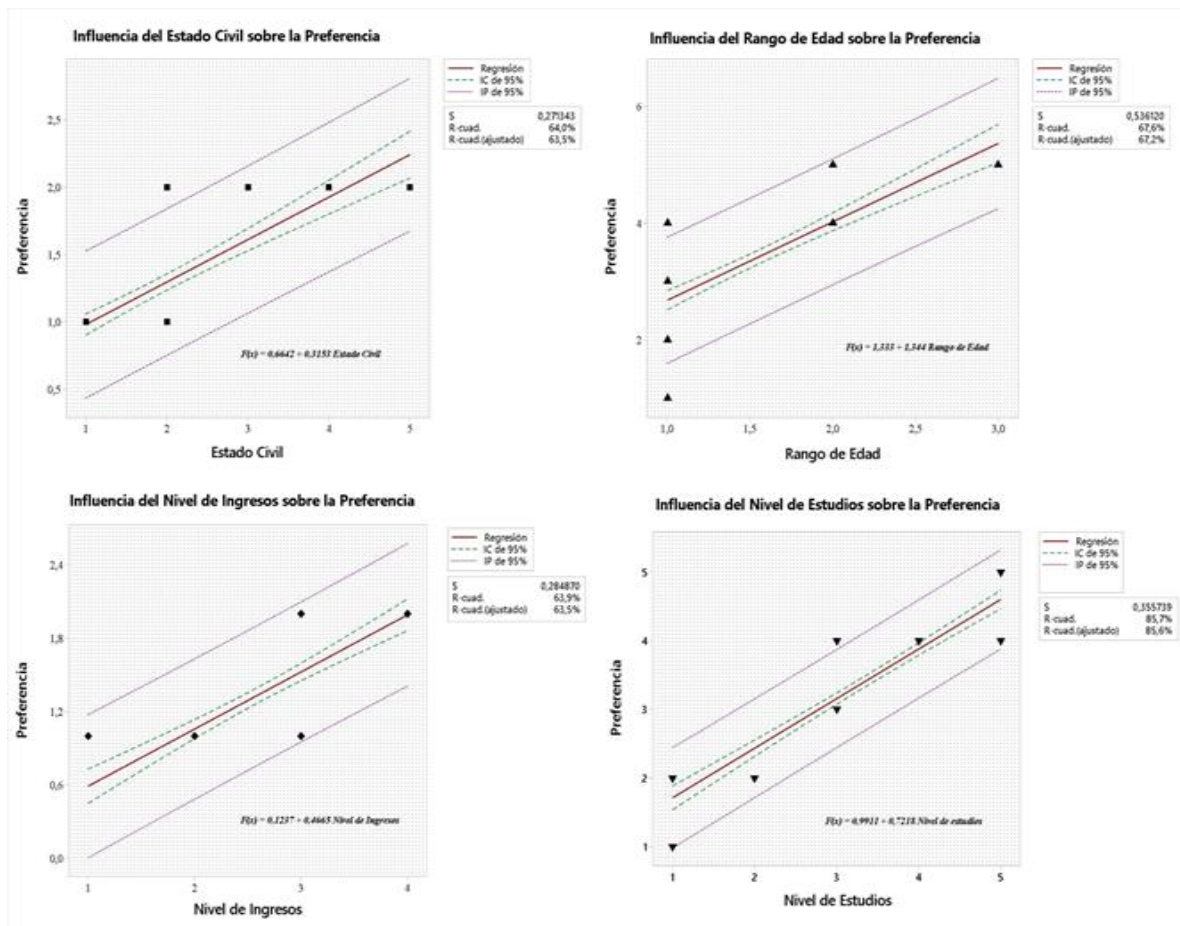 Influencia del Estado Civil sobre la Preferencia
Regresión
IC de 95%
IP de 95%
S 0,271343
R-cuad. 64,0%
R-cuad.(ajustado) 63,5%
Preferencia
2,5
2,0
1,5
1,0
0,5
F(x) = 0,6642 + 0,3153 Estado Civil
1 2 3 4 5
Estado Civil
Influencia del Rango de Edad sobre la Preferencia
Regresión
IC de 95%
IP de 95%
S 0,536120
R-cuad. 67,6%
R-cuad.(ajustado) 67,2%
Preferencia
6
4
2
F(x) = 1,333 + 1,344 Rango de Edad
1,0 1,5 2,0 2,5 3,0
Rango de Edad
Influencia del Nivel de Ingresos sobre la Preferencia
Regresión
IC de 95%
IP de 95%
S 0,284870
R-cuad. 63,9%
R-cuad.(ajustado) 63,5%
Preferencia
2,4
1,8
1,2
0,6
0,0
F(x) = 0,1237 + 0,4665 Nivel de Ingresos
1 2 3 4
Nivel de Ingresos
Influencia del Nivel de Estudios sobre la Preferencia
Regresión
IC de 95%
IP de 95%
S 0,355739
R-cuad. 85,7%
R-cuad.(ajustado) 85,6%
Preferencia
5
4
3
2
1
F(x) = 0,9911 + 0,7218 Nivel de estudios
1 2 3 4 5
Nivel de Estudios